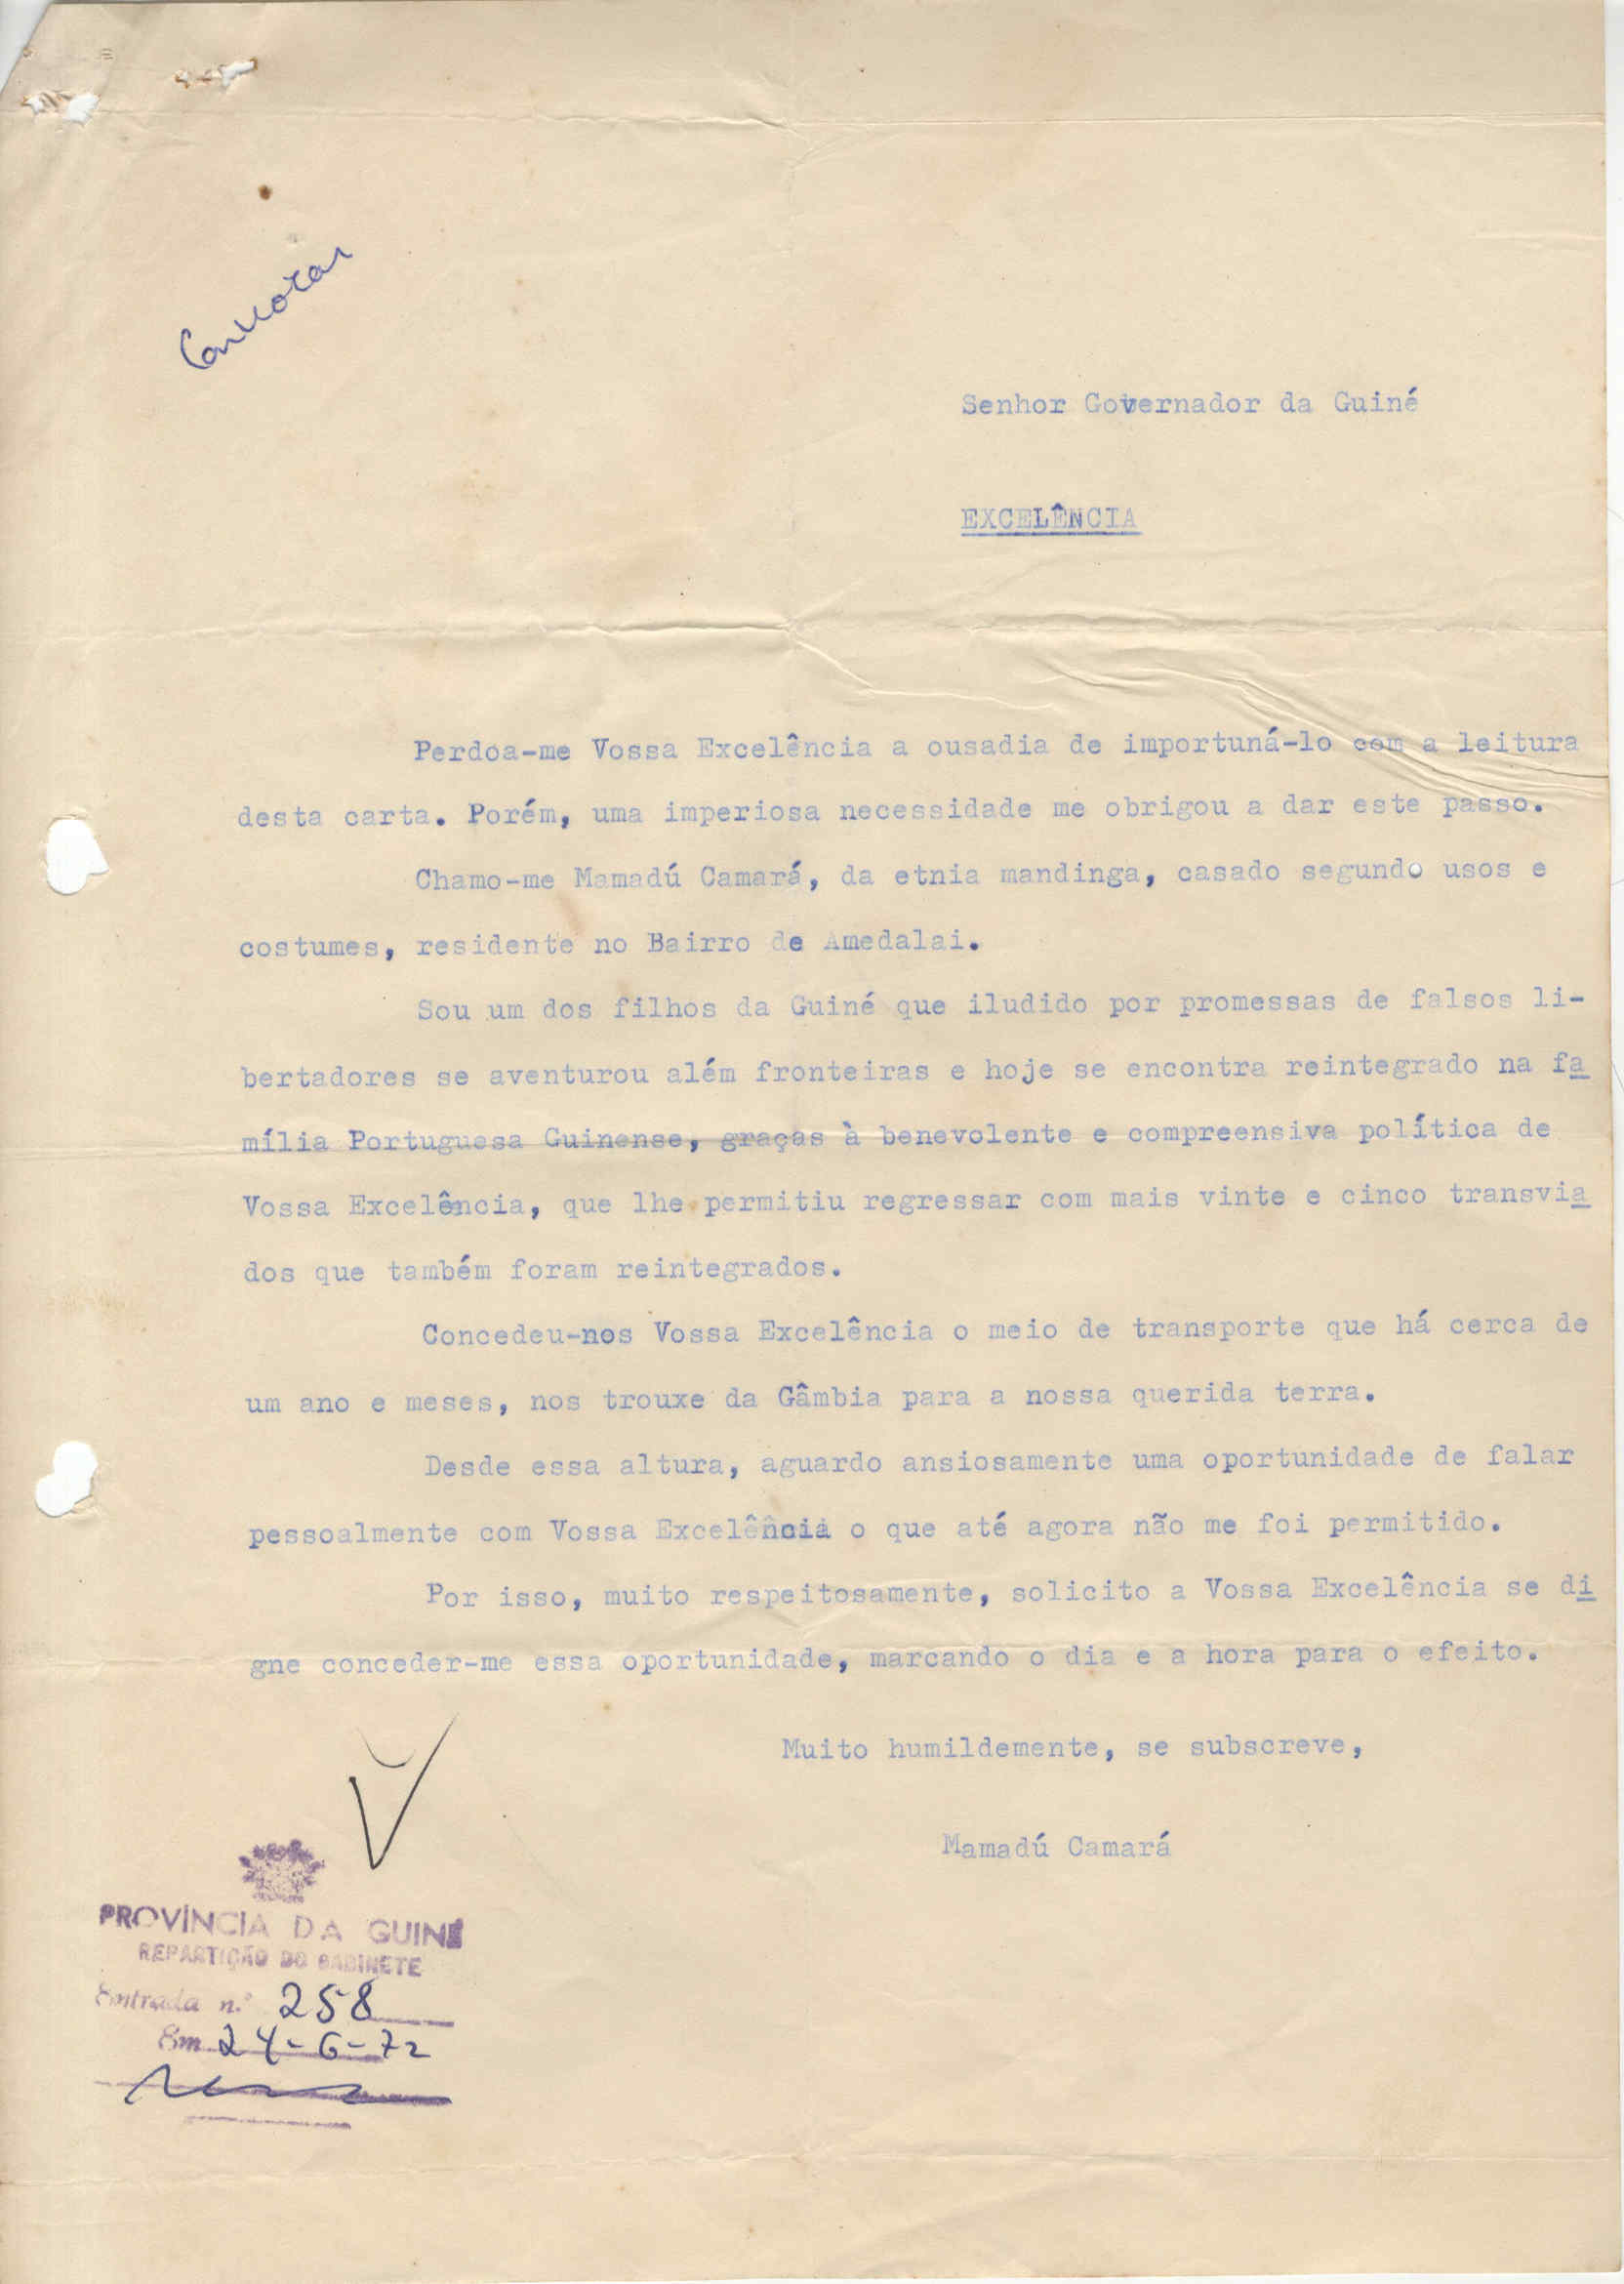 Senhor Governador da Guiné
EXCELÊNCIA
Perdoa-me Vossa Excelência a ousadia de importuná-lo com a leitura
desta carta. Porém, uma imperiosa necessidade me obrigou a dar este passo.
Chamo-me Mamadú Camará, da etnia mandinga, casado segundo usos e
costumes, residente no Bairro de Amedalai.
Sou um dos filhos da Guiné que iludido por promessas de falsos li-
bertadores se aventurou além fronteiras e hoje se encontra reintegrado na fa
mília Portuguesa Guinense, graças à benevolente e compreensiva política de
Vossa Excelência, que lhe permitiu regressar com mais vinte e cinco transvia
dos que também foram reintegrados.
Concedeu-nos Vossa Excelência o meio de transporte que há cerca de
um ano e meses, nos trouxe da Gâmbia para a nossa querida terra.
Desde essa altura, aguardo ansiosamente uma oportunidade de falar
pessoalmente com Vossa Excelência o que até agora não me foi permitido.
Por isso, muito respeitosamente, solicito a Vossa Excelência se di
gne conceder-me essa oportunidade, marcando o dia e a hora para o efeito.
Muito humildemente, se subscreve,
Mamadú Camará
PROVÍNCIA DA GUINÉ
REPARTIÇÃO DO GABINETE
Entrada n.º 258
Em 24-6-72